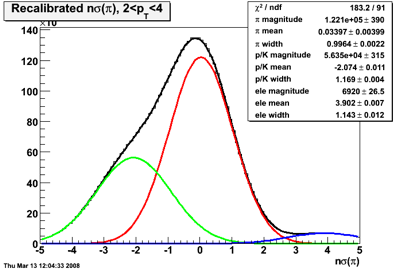 Recalibrated nσ(π), 2<p_T<4
×10
χ² / ndf 183.2 / 91
π magnitude 1.221e+05 ± 390
π mean 0.03397 ± 0.00399
π width 0.9964 ± 0.0022
p/K magnitude 5.635e+04 ± 315
p/K mean -2.074 ± 0.011
p/K width 1.169 ± 0.004
ele magnitude 6920 ± 26.5
ele mean 3.902 ± 0.007
ele width 1.143 ± 0.012
140
120
100
80
60
40
20
0
-5 -4 -3 -2 -1 0 1 2 3 4 5
nσ(π)
Thu Mar 13 12:04:33 2008